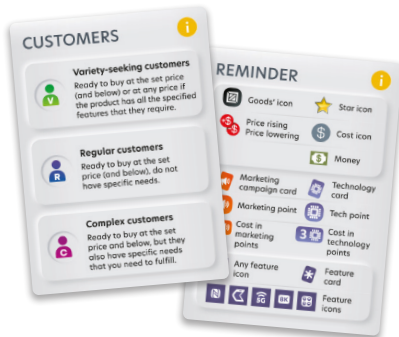 CUSTOMERS
i
V
Variety-seeking customers
Ready to buy at the set price
(and below) or at any price if
the product has all the specified
features that they require.
R
Regular customers
Ready to buy at the set
price (and below), do not
have specific needs.
C
Complex customers
Ready to buy at the set
price and below, but they
also have specific needs
that you need to fulfill.
REMINDER
i
Goods' icon
Star icon
+$
-$
Price rising
Price lowering
$
Cost icon
$
Money
Marketing
campaign card
Technology
card
Marketing point
Tech point
Cost in
marketing
points
3
Cost in
technology
points
Any feature
icon
Feature
card
N
5G
8K
Feature
icons